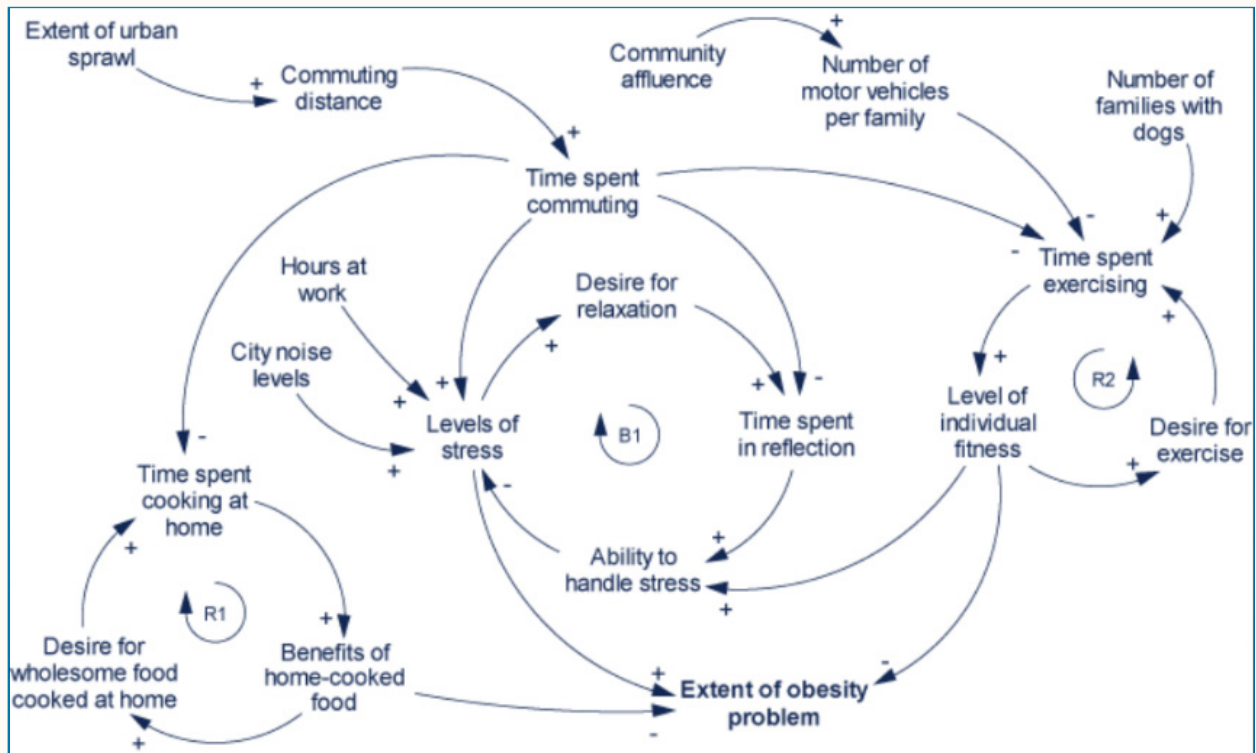 Extent of urban
sprawl
+
Commuting
distance
+
Community
affluence
+
Number of
motor vehicles
per family
Number of
families with
dogs
Time spent
commuting
-
-
+
Time spent
exercising
Hours at
work
Desire for
relaxation
+
+
City noise
levels
+
+
+
-
+
R2
Levels of
stress
+
B1
Time spent
in reflection
Level of
individual
fitness
Desire for
exercise
+
-
Time spent
cooking at
home
-
+
+
Ability to
handle stress
+
R1
+
Desire for
wholesome food
cooked at home
Benefits of
home-cooked
food
+
-
Extent of obesity
problem
+
-